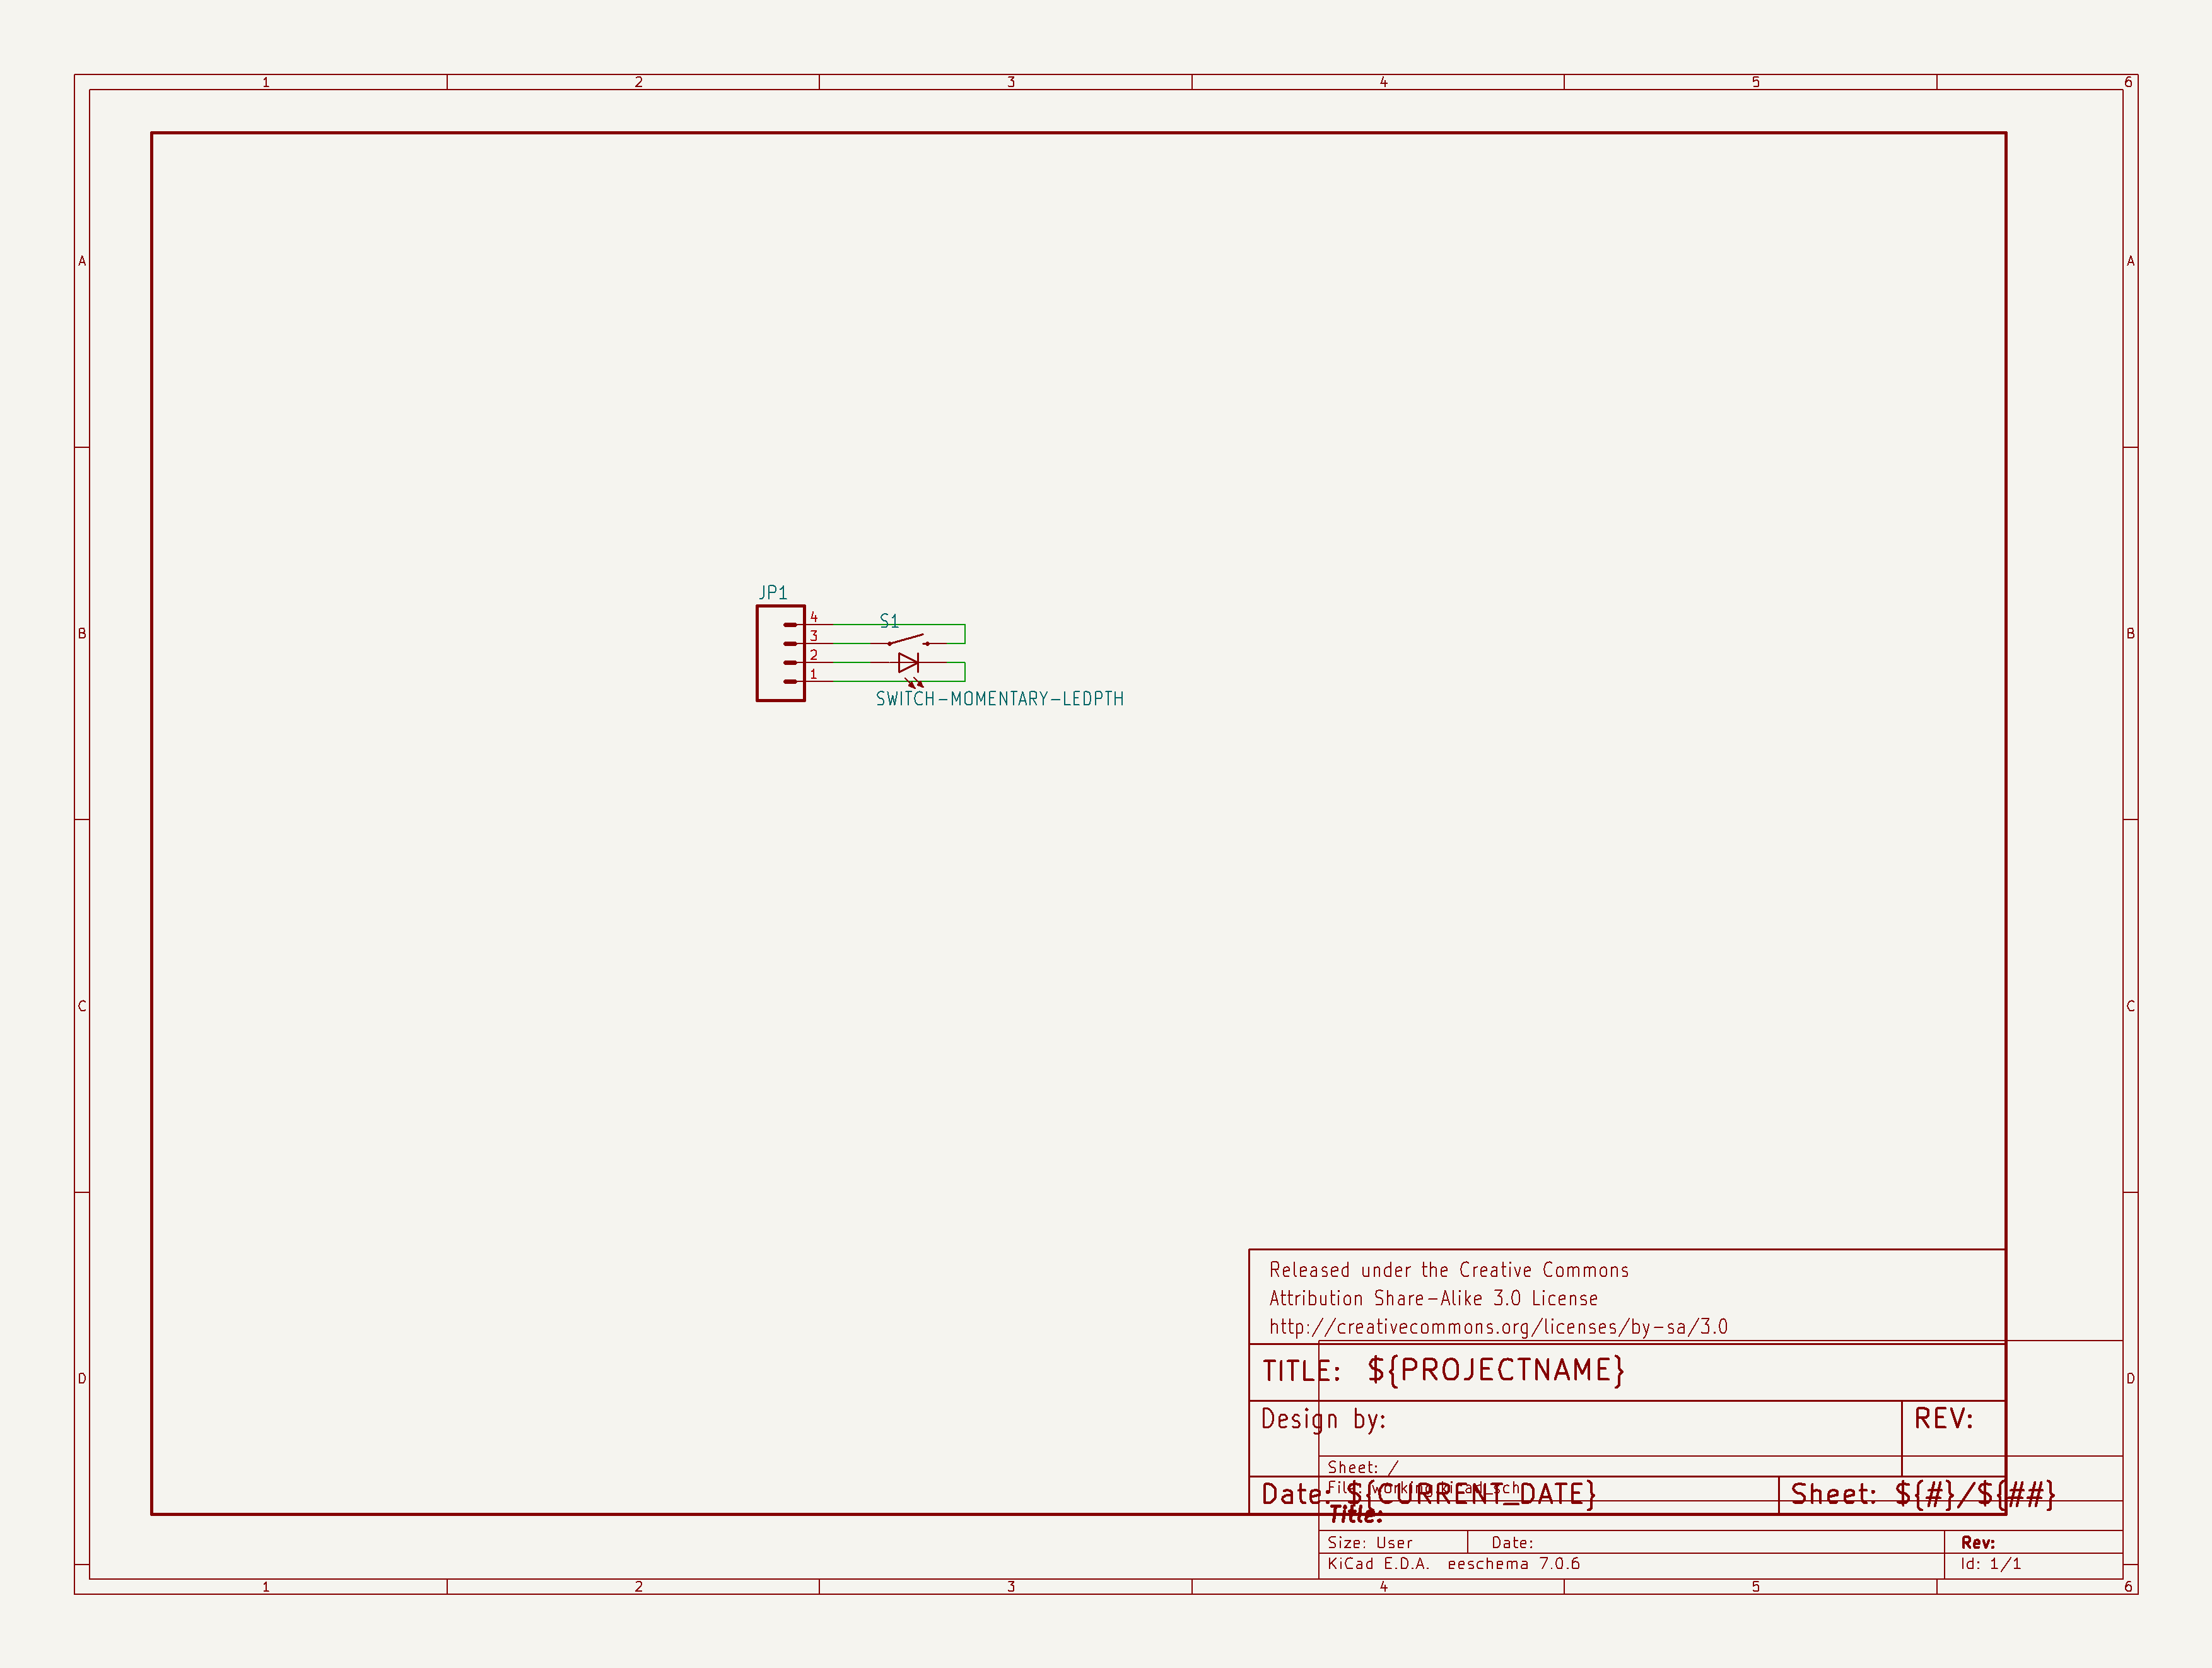 1 2 3 4 5 6
A A
JP1
4
S1
3
B B
2
1
SWITCH-MOMENTARY-LEDPTH
C C
Released under the Creative Commons
Attribution Share-Alike 3.0 License
http://creativecommons.org/licenses/by-sa/3.0
TITLE: ${PROJECTNAME}
D D
Design by: REV:
Sheet: /
File: working.kicad_sch
Date: ${CURRENT_DATE} Sheet: ${#}/${##}
Title:
Size: User Date: Rev:
KiCad E.D.A. eeschema 7.0.6 Id: 1/1
1 2 3 4 5 6